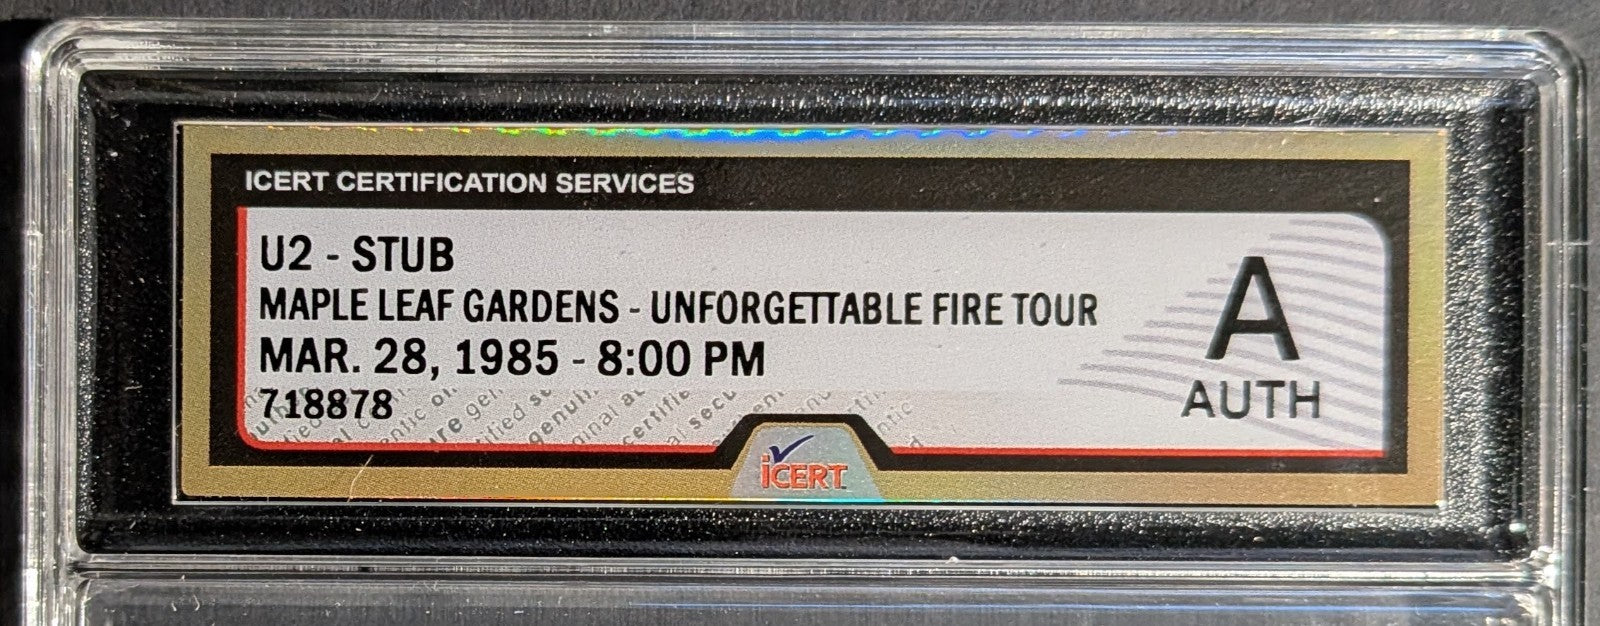 ICERT CERTIFICATION SERVICES
U2 - STUB
MAPLE LEAF GARDENS - UNFORGETTABLE FIRE TOUR
MAR. 28, 1985 - 8:00 PM
718878
A
AUTH
iCERT